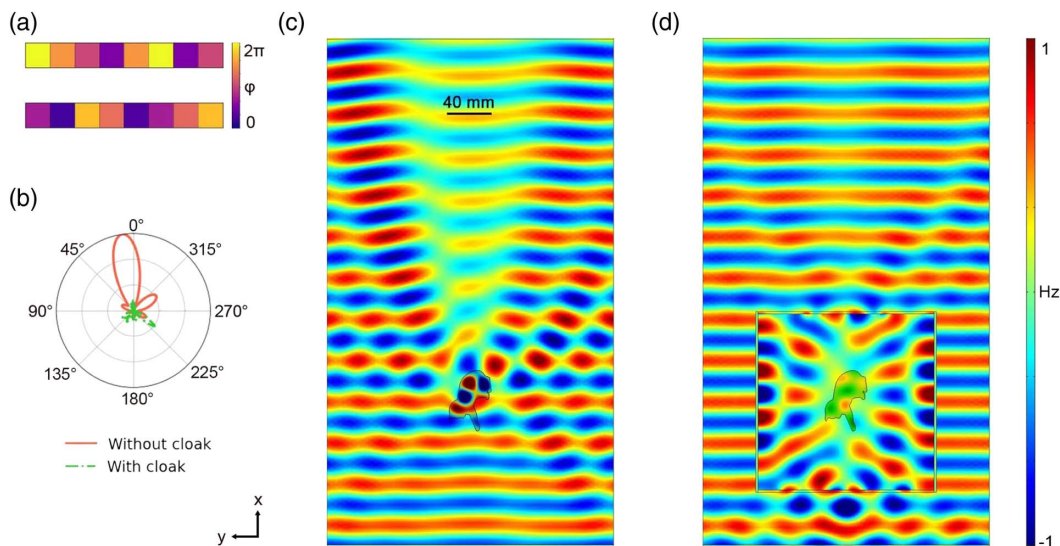 (a)
2π
φ
0
(b)
0°
45°
315°
90°
270°
135°
225°
180°
Without cloak
With cloak
x
y
(c)
40 mm
(d)
1
Hz
-1